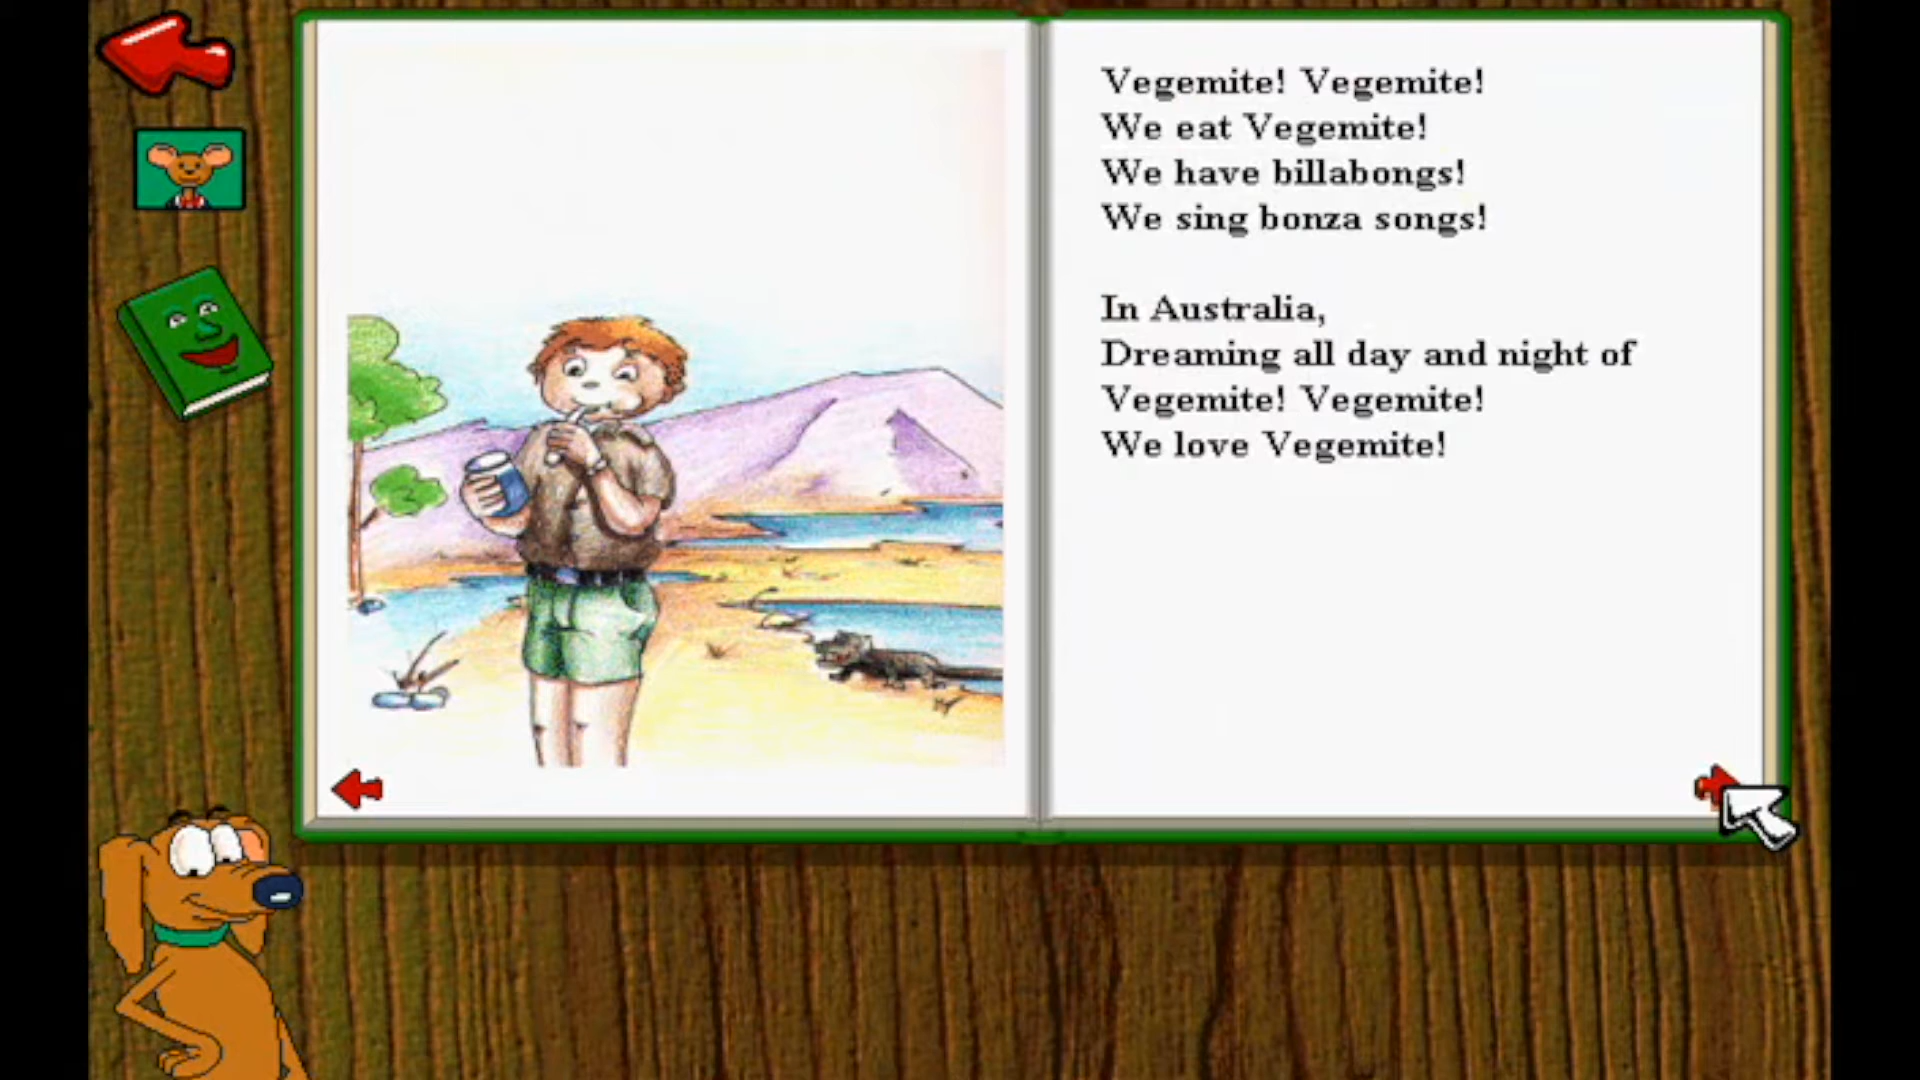 Vegemite! Vegemite!
We eat Vegemite!
We have billabongs!
We sing bonza songs!
In Australia,
Dreaming all day and night of
Vegemite! Vegemite!
We love Vegemite!